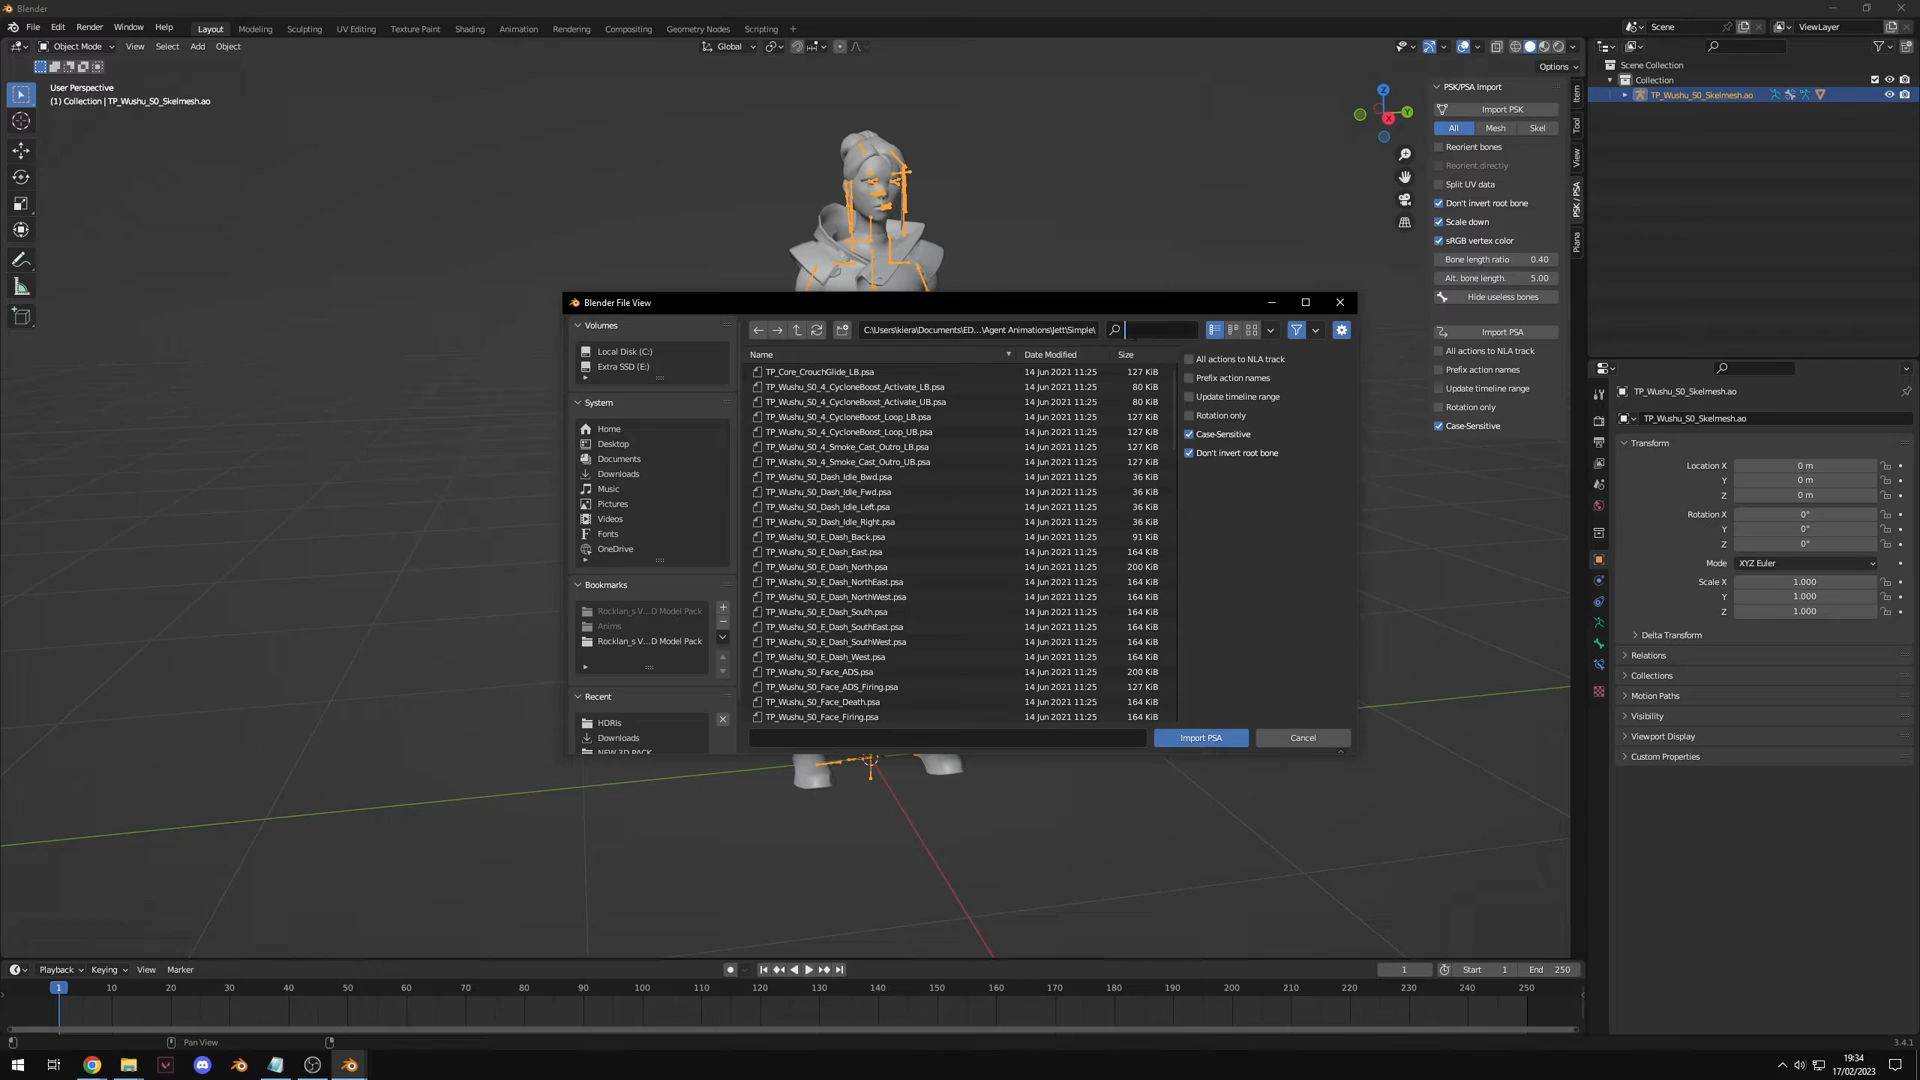 Blender
File Edit Render Window Help Layout Modeling Sculpting UV Editing Texture Paint Shading Animation Rendering Compositing Geometry Nodes Scripting +
Scene ViewLayer
Object Mode View Select Add Object Global
Options
User Perspective
(1) Collection | TP_Wushu_S0_Skelmesh.ao
Z
Y
X
PSK/PSA Import
Import PSK
All Mesh Skel
Reorient bones
Reorient directly
Split UV data
Don't invert root bone
Scale down
sRGB vertex color
Bone length ratio 0.40
Alt. bone length. 5.00
Hide useless bones
Import PSA
All actions to NLA track
Prefix action names
Update timeline range
Rotation only
Case-Sensitive
Item
Tool
View
PSK / PSA
Piana
Scene Collection
Collection
TP_Wushu_S0_Skelmesh.ao
Blender File View
Volumes
Local Disk (C:)
Extra SSD (E:)
System
Home
Desktop
Documents
Downloads
Music
Pictures
Videos
Fonts
OneDrive
Bookmarks
Rocklan_s V...D Model Pack
Anims
Rocklan_s V...D Model Pack
Recent
HDRIs
Downloads
NEW 3D PACK
C:\Users\kiera\Documents\ED...\Agent Animations\Jett\Simple\
Name Date Modified Size
TP_Core_CrouchGlide_LB.psa 14 Jun 2021 11:25 127 KiB
TP_Wushu_S0_4_CycloneBoost_Activate_LB.psa 14 Jun 2021 11:25 80 KiB
TP_Wushu_S0_4_CycloneBoost_Activate_UB.psa 14 Jun 2021 11:25 80 KiB
TP_Wushu_S0_4_CycloneBoost_Loop_LB.psa 14 Jun 2021 11:25 127 KiB
TP_Wushu_S0_4_CycloneBoost_Loop_UB.psa 14 Jun 2021 11:25 127 KiB
TP_Wushu_S0_4_Smoke_Cast_Outro_LB.psa 14 Jun 2021 11:25 127 KiB
TP_Wushu_S0_4_Smoke_Cast_Outro_UB.psa 14 Jun 2021 11:25 127 KiB
TP_Wushu_S0_Dash_Idle_Bwd.psa 14 Jun 2021 11:25 36 KiB
TP_Wushu_S0_Dash_Idle_Fwd.psa 14 Jun 2021 11:25 36 KiB
TP_Wushu_S0_Dash_Idle_Left.psa 14 Jun 2021 11:25 36 KiB
TP_Wushu_S0_Dash_Idle_Right.psa 14 Jun 2021 11:25 36 KiB
TP_Wushu_S0_E_Dash_Back.psa 14 Jun 2021 11:25 91 KiB
TP_Wushu_S0_E_Dash_East.psa 14 Jun 2021 11:25 164 KiB
TP_Wushu_S0_E_Dash_North.psa 14 Jun 2021 11:25 200 KiB
TP_Wushu_S0_E_Dash_NorthEast.psa 14 Jun 2021 11:25 164 KiB
TP_Wushu_S0_E_Dash_NorthWest.psa 14 Jun 2021 11:25 164 KiB
TP_Wushu_S0_E_Dash_South.psa 14 Jun 2021 11:25 164 KiB
TP_Wushu_S0_E_Dash_SouthEast.psa 14 Jun 2021 11:25 164 KiB
TP_Wushu_S0_E_Dash_SouthWest.psa 14 Jun 2021 11:25 164 KiB
TP_Wushu_S0_E_Dash_West.psa 14 Jun 2021 11:25 164 KiB
TP_Wushu_S0_Face_ADS.psa 14 Jun 2021 11:25 200 KiB
TP_Wushu_S0_Face_ADS_Firing.psa 14 Jun 2021 11:25 127 KiB
TP_Wushu_S0_Face_Death.psa 14 Jun 2021 11:25 164 KiB
TP_Wushu_S0_Face_Firing.psa 14 Jun 2021 11:25 164 KiB
All actions to NLA track
Prefix action names
Update timeline range
Rotation only
Case-Sensitive
Don't invert root bone
Import PSA Cancel
TP_Wushu_S0_Skelmesh.ao
TP_Wushu_S0_Skelmesh.ao
Transform
Location X 0 m
Y 0 m
Z 0 m
Rotation X 0°
Y 0°
Z 0°
Mode XYZ Euler
Scale X 1.000
Y 1.000
Z 1.000
Delta Transform
Relations
Collections
Motion Paths
Visibility
Viewport Display
Custom Properties
Playback Keying View Marker 1 Start 1 End 250
1 10 20 30 40 50 60 70 80 90 100 110 120 130 140 150 160 170 180 190 200 210 220 230 240 250
Pan View 3.4.1
19:34
17/02/2023